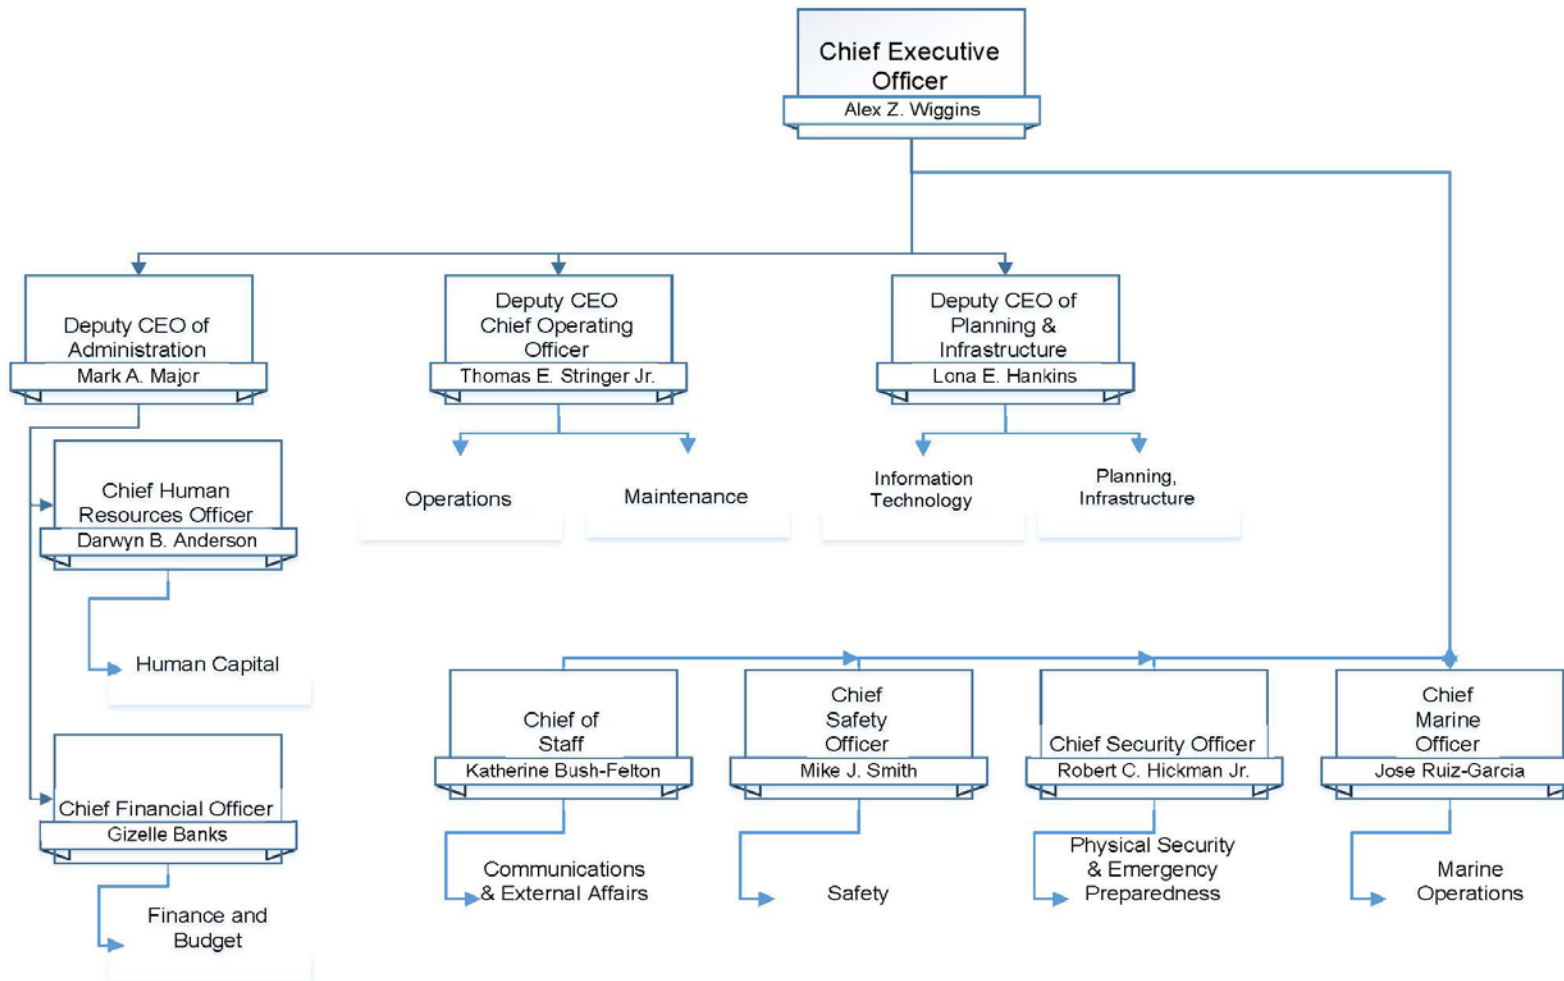 Chief Executive
Officer
Alex Z. Wiggins
Deputy CEO of
Administration
Mark A. Major
Deputy CEO
Chief Operating
Officer
Thomas E. Stringer Jr.
Deputy CEO of
Planning &
Infrastructure
Lona E. Hankins
Chief Human
Resources Officer
Darwyn B. Anderson
Operations
Maintenance
Information
Technology
Planning,
Infrastructure
Human Capital
Chief Financial Officer
Gizelle Banks
Finance and
Budget
Chief of
Staff
Katherine Bush-Felton
Communications
& External Affairs
Chief
Safety
Officer
Mike J. Smith
Safety
Chief Security Officer
Robert C. Hickman Jr.
Physical Security
& Emergency
Preparedness
Chief
Marine
Officer
Jose Ruiz-Garcia
Marine
Operations